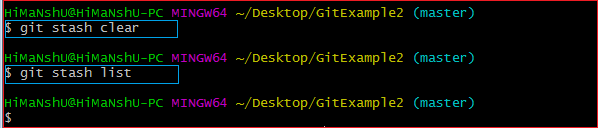 HiMaNshU@HiMaNshU-PC MINGW64 ~/Desktop/GitExample2 (master)
$ git stash clear
HiMaNshU@HiMaNshU-PC MINGW64 ~/Desktop/GitExample2 (master)
$ git stash list
HiMaNshU@HiMaNshU-PC MINGW64 ~/Desktop/GitExample2 (master)
$